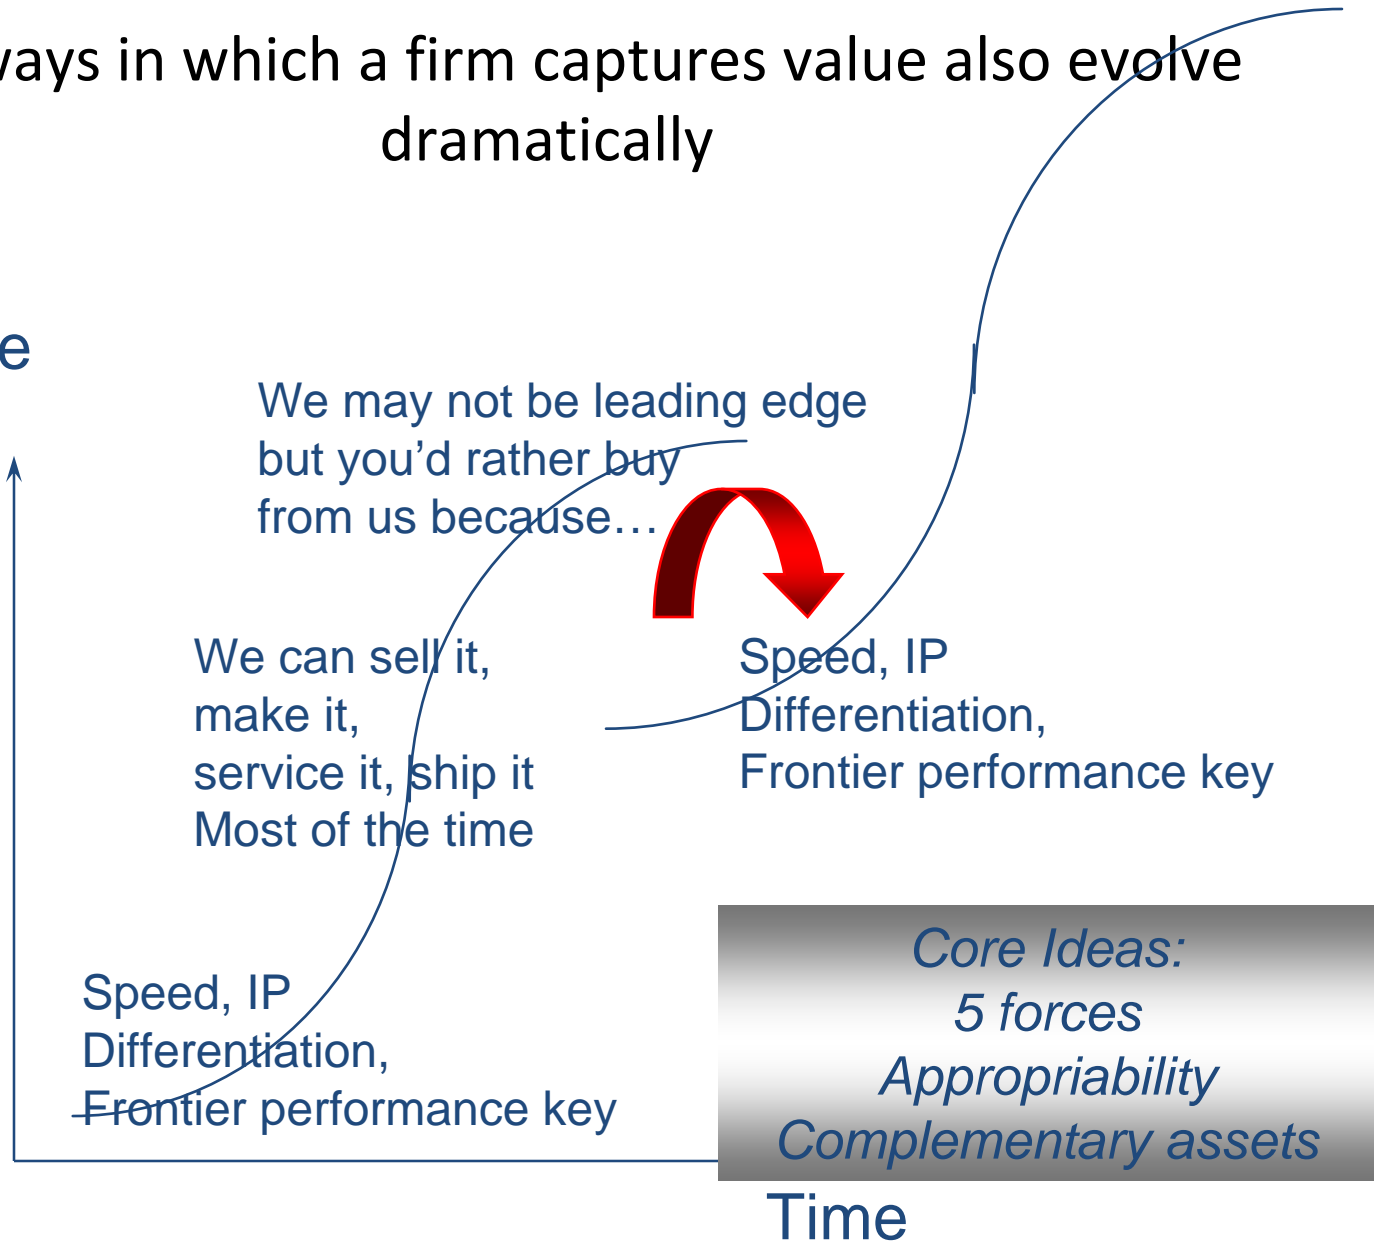 ways in which a firm captures value also evolve
dramatically
e
We may not be leading edge
but you’d rather buy
from us because…
We can sell it,
make it,
service it, ship it
Most of the time
Speed, IP
Differentiation,
Frontier performance key
Speed, IP
Differentiation,
Frontier performance key
Core Ideas:
5 forces
Appropriability
Complementary assets
Time